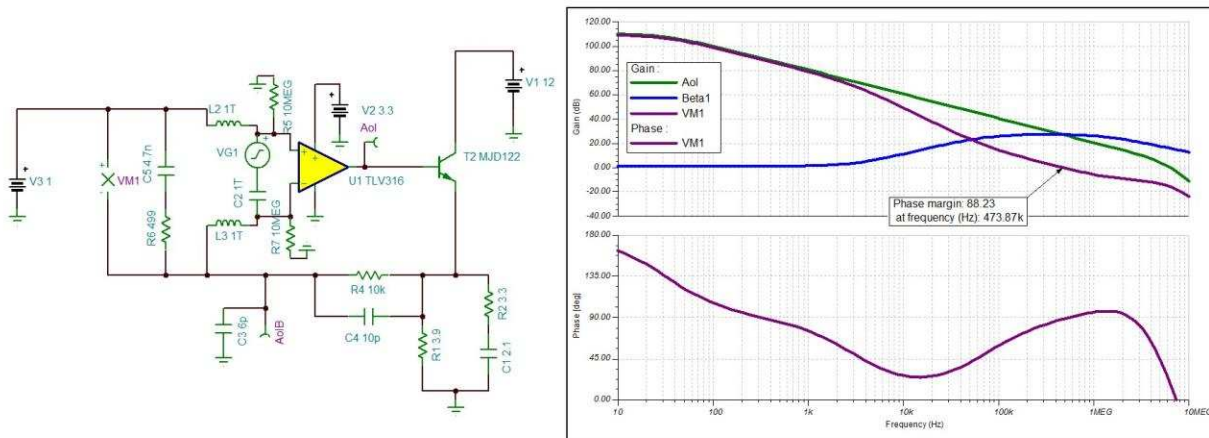 V3 1
VM1
+
-
C5 4.7n
R6 499
L2 1T
L3 1T
VG1
C2 1T
R5 10MEG
R7 10MEG
V2 3.3
Aol
U1 TLV316
T2 MJD122
V1 12
C3 6p
AolB
R4 10k
C4 10p
R1 3.9
R2 3.3
C1 2.1
120.00
100.00
80.00
60.00
40.00
20.00
0.00
-20.00
-40.00
Gain (dB)
Gain :
Aol
Beta1
VM1
Phase :
VM1
Phase margin: 88.23
at frequency (Hz): 473.87k
180.00
135.00
90.00
45.00
0.00
Phase [deg]
10 100 1k 10k 100k 1MEG 10MEG
Frequency (Hz)